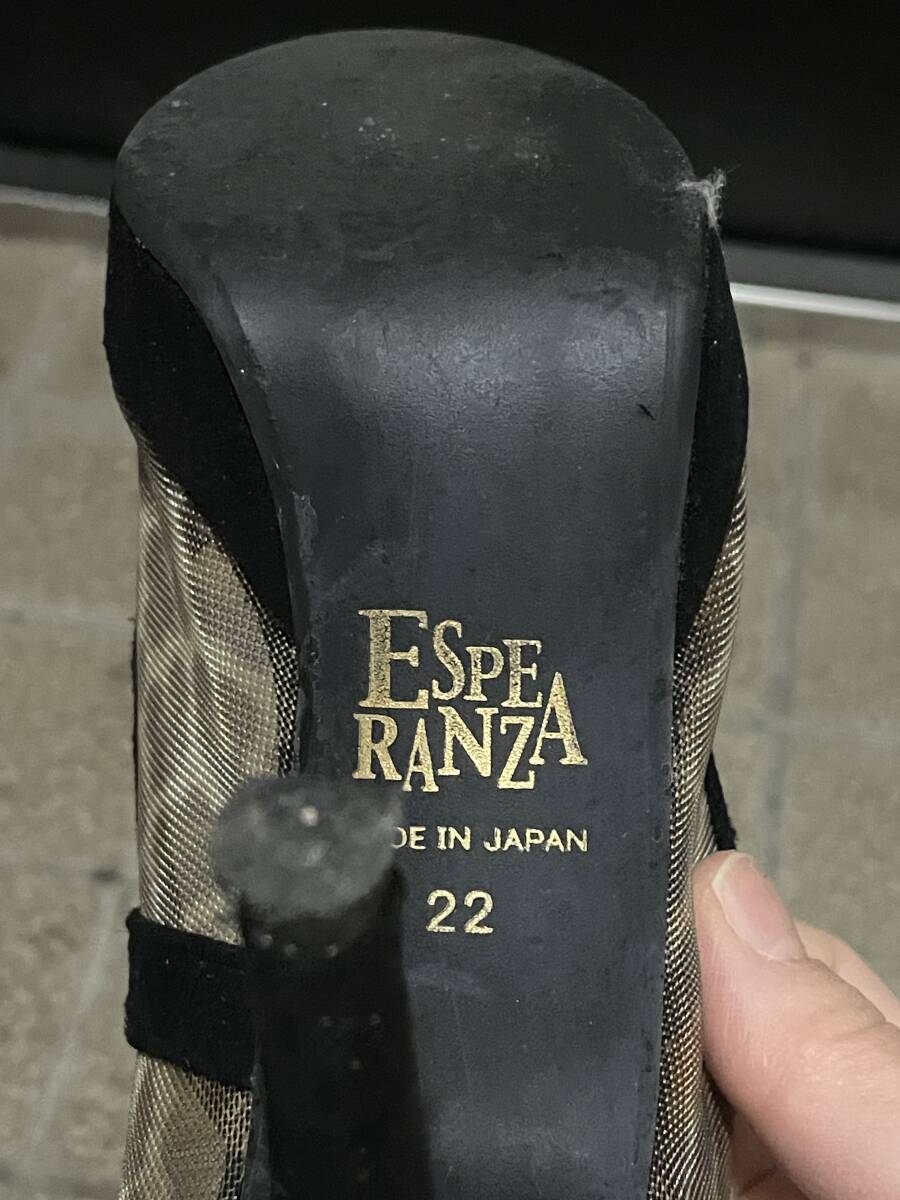 ESPE
RANZA
DE IN JAPAN
22